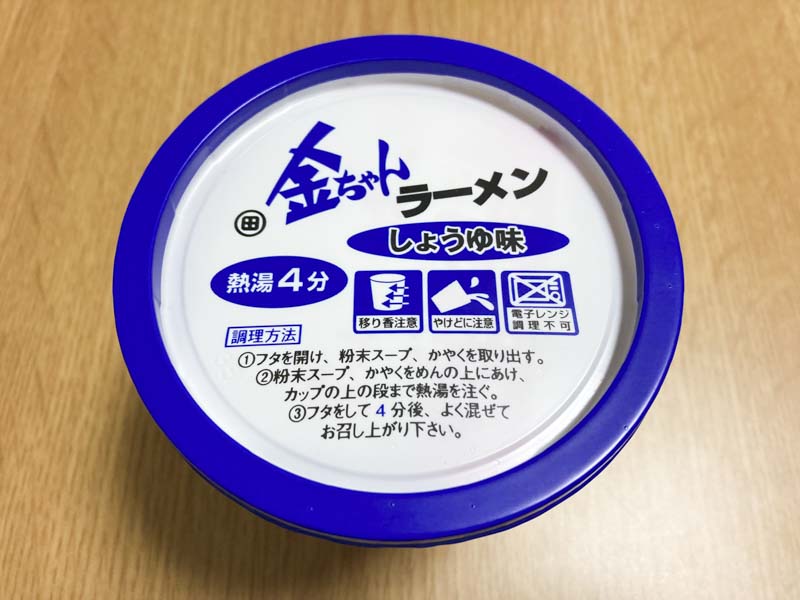 金ちゃん
ラーメン
田
しょうゆ味
熱湯4分
移り香注意
やけどに注意
電子レンジ
調理不可
調理方法
①フタを開け、粉末スープ、かやくを取り出す。
②粉末スープ、かやくをめんの上にあけ、
カップの上の段まで熱湯を注ぐ。
③フタをして4分後、よく混ぜて
お召し上がり下さい。